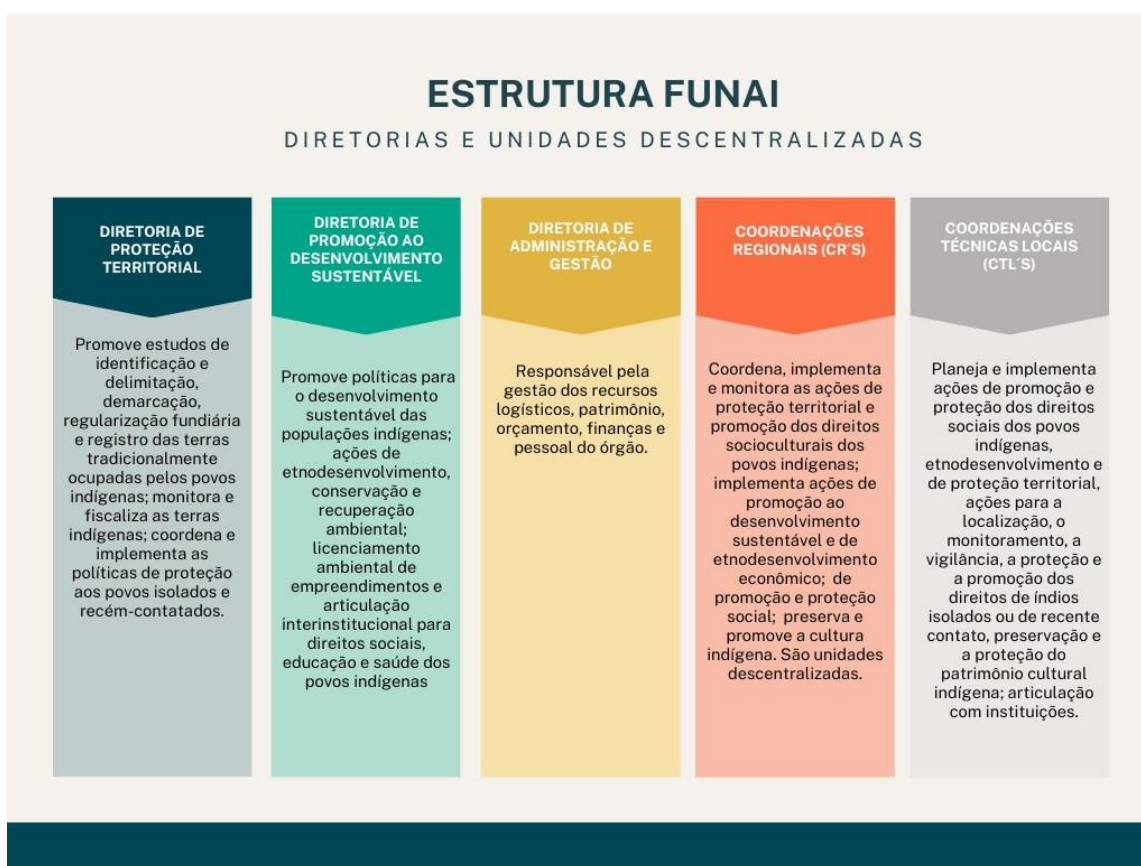 ESTRUTURA FUNAI
DIRETORIAS E UNIDADES DESCENTRALIZADAS
DIRETORIA DE
PROTEÇÃO
TERRITORIAL
Promove estudos de
identificação e
delimitação,
demarcação,
regularização fundiária
e registro das terras
tradicionalmente
ocupadas pelos povos
indígenas; monitora e
fiscaliza as terras
indígenas; coordena e
implementa as
políticas de proteção
aos povos isolados e
recém-contatados.
DIRETORIA DE
PROMOÇÃO AO
DESENVOLVIMENTO
SUSTENTÁVEL
Promove políticas para
o desenvolvimento
sustentável das
populações indígenas;
ações de
etnodesenvolvimento,
conservação e
recuperação
ambiental;
licenciamento
ambiental de
empreendimentos e
articulação
interinstitucional para
direitos sociais,
educação e saúde dos
povos indígenas
DIRETORIA DE
ADMINISTRAÇÃO E
GESTÃO
Responsável pela
gestão dos recursos
logísticos, patrimônio,
orçamento, finanças e
pessoal do órgão.
COORDENAÇÕES
REGIONAIS (CR´S)
Coordena, implementa
e monitora as ações de
proteção territorial e
promoção dos direitos
socioculturais dos
povos indígenas;
implementa ações de
promoção ao
desenvolvimento
sustentável e de
etnodesenvolvimento
econômico; de
promoção e proteção
social; preserva e
promove a cultura
indígena. São unidades
descentralizadas.
COORDENAÇÕES
TÉCNICAS LOCAIS
(CTL´S)
Planeja e implementa
ações de promoção e
proteção dos direitos
sociais dos povos
indígenas,
etnodesenvolvimento e
de proteção territorial,
ações para a
localização, o
monitoramento, a
vigilância, a proteção e
a promoção dos
direitos de índios
isolados ou de recente
contato, preservação e
a proteção do
patrimônio cultural
indígena; articulação
com instituições.